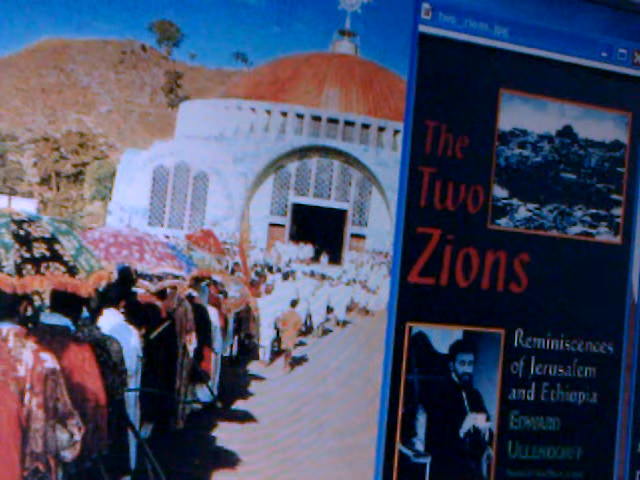 The
Two
Zions
Reminiscences
of Jerusalem
and Ethiopia
EDWARD
ULLENDORFF